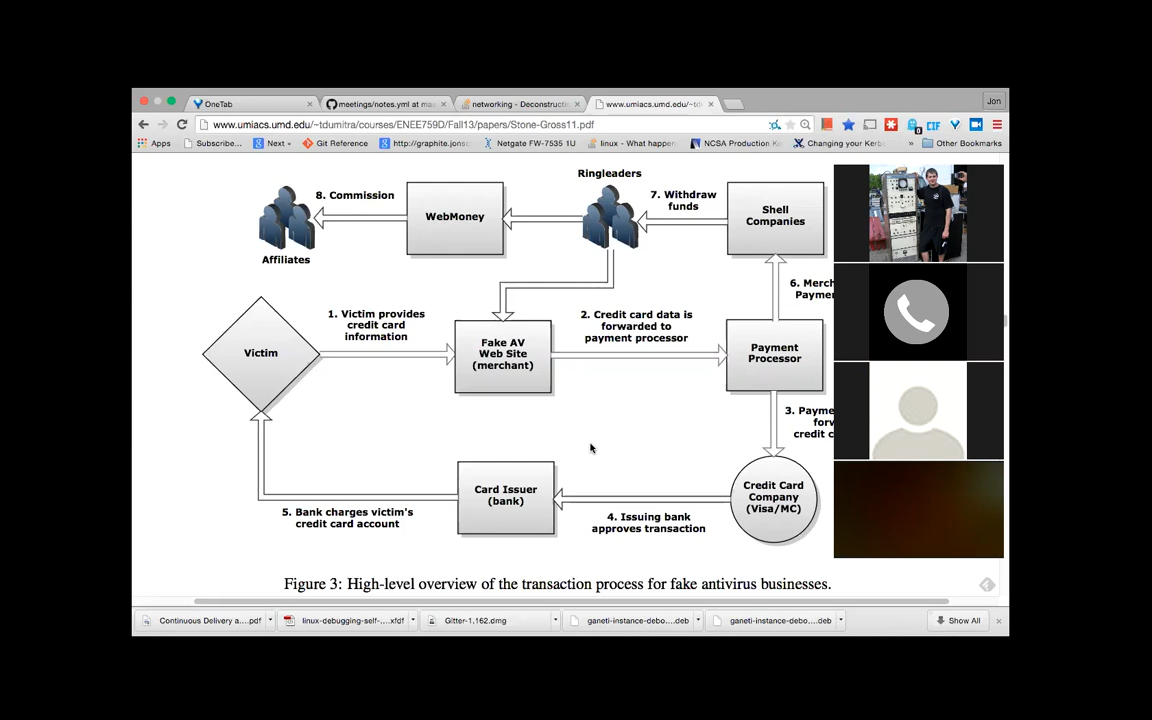 OneTab
meetings/notes.yml at mas
networking - Deconstructi
www.umiacs.umd.edu/~td
Jon
www.umiacs.umd.edu/~tdumitra/courses/ENEE759D/Fall13/papers/Stone-Gross11.pdf
Apps
Subscribe...
Next
Git Reference
http://graphite.jons
Netgate FW-7535 1U
linux - What happen
NCSA Production Ke
Changing your Kerb
Other Bookmarks
Ringleaders
8. Commission
WebMoney
7. Withdraw
funds
Shell
Companies
Affiliates
6. Merch
Paymen
1. Victim provides
credit card
information
2. Credit card data is
forwarded to
payment processor
Victim
Fake AV
Web Site
(merchant)
Payment
Processor
3. Payme
forw
credit c
Card Issuer
(bank)
Credit Card
Company
(Visa/MC)
5. Bank charges victim's
credit card account
4. Issuing bank
approves transaction
Figure 3: High-level overview of the transaction process for fake antivirus businesses.
Continuous Delivery a....pdf
linux-debugging-self-....xfdf
Gitter-1.162.dmg
ganeti-instance-debo....deb
ganeti-instance-debo....deb
Show All